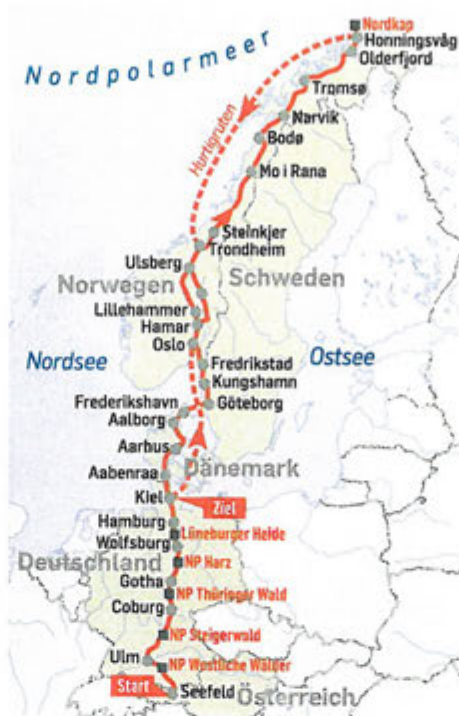 Nordkap
Honningsvåg
Olderfjord
Nordpolarmeer
Tromsø
Hurtigruten
Narvik
Bodø
Mo i Rana
Steinkjer
Trondheim
Ulsberg
Norwegen
Schweden
Lillehammer
Hamar
Oslo
Nordsee
Ostsee
Fredrikstad
Kungshamn
Frederikshavn
Göteborg
Aalborg
Aarhus
Dänemark
Aabenraa
Kiel
Ziel
Hamburg
Lüneburger Heide
Wolfsburg
Deutschland
NP Harz
Gotha
NP Thüringer Wald
Coburg
NP Steigerwald
Ulm
NP Westliche Wälder
Start
Seefeld
Österreich